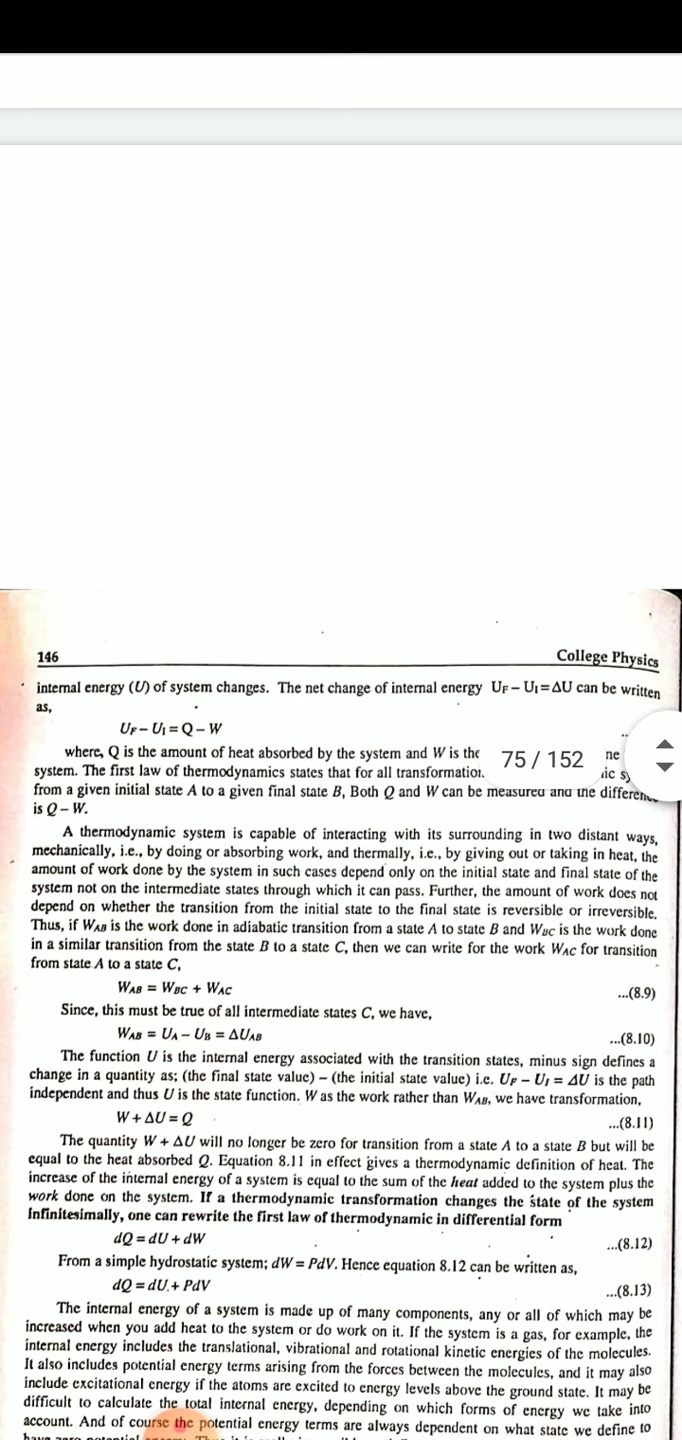 146
College Physics
internal energy (U) of system changes. The net change of internal energy U_F – U_I = ΔU can be written
as,
U_F – U_I = Q – W
where, Q is the amount of heat absorbed by the system and W is the
75 / 152
system. The first law of thermodynamics states that for all
from a given initial state A to a given final state B, Both Q and W can be measured and the
is Q – W.
A thermodynamic system is capable of interacting with its surrounding in two distant ways,
mechanically, i.e., by doing or absorbing work, and thermally, i.e., by giving out or taking in heat, the
amount of work done by the system in such cases depend only on the initial state and final state of the
system not on the intermediate states through which it can pass. Further, the amount of work does not
depend on whether the transition from the initial state to the final state is reversible or irreversible.
Thus, if W_AB is the work done in adiabatic transition from a state A to state B and W_BC is the work done
in a similar transition from the state B to a state C, then we can write for the work W_AC for transition
from state A to a state C,
W_AB = W_BC + W_AC ...(8.9)
Since, this must be true of all intermediate states C, we have,
W_AB = U_A – U_B = ΔU_AB ...(8.10)
The function U is the internal energy associated with the transition states, minus sign defines a
change in a quantity as; (the final state value) – (the initial state value) i.e. U_F – U_I = ΔU is the path
independent and thus U is the state function. W as the work rather than W_AB, we have transformation,
W + ΔU = Q ...(8.11)
The quantity W + ΔU will no longer be zero for transition from a state A to a state B but will be
equal to the heat absorbed Q. Equation 8.11 in effect gives a thermodynamic definition of heat. The
increase of the internal energy of a system is equal to the sum of the heat added to the system plus the
work done on the system. If a thermodynamic transformation changes the state of the system
infinitesimally, one can rewrite the first law of thermodynamic in differential form
dQ = dU + dW ...(8.12)
From a simple hydrostatic system; dW = PdV. Hence equation 8.12 can be written as,
dQ = dU + PdV ...(8.13)
The internal energy of a system is made up of many components, any or all of which may be
increased when you add heat to the system or do work on it. If the system is a gas, for example, the
internal energy includes the translational, vibrational and rotational kinetic energies of the molecules.
It also includes potential energy terms arising from the forces between the molecules, and it may also
include excitational energy if the atoms are excited to energy levels above the ground state. It may be
difficult to calculate the total internal energy, depending on which forms of energy we take into
account. And of course the potential energy terms are always dependent on what state we define to